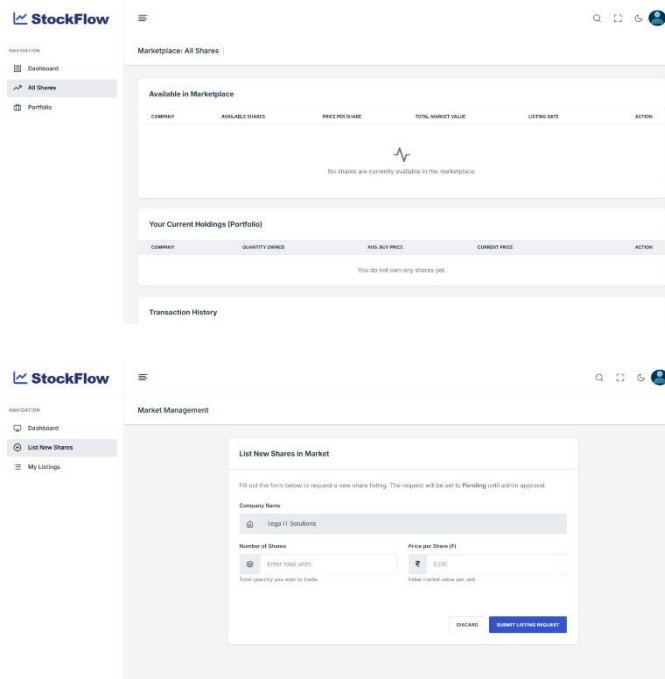 StockFlow
NAVIGATION
Dashboard
All Shares
Portfolio
Marketplace: All Shares
Available in Marketplace
COMPANY AVAILABLE SHARES PRICE PER SHARE TOTAL MARKET VALUE LISTING DATE ACTION
No shares are currently available in the marketplace.
Your Current Holdings (Portfolio)
COMPANY QUANTITY OWNED AVG. BUY PRICE CURRENT PRICE ACTION
You do not own any shares yet.
Transaction History
StockFlow
NAVIGATION
Dashboard
List New Shares
My Listings
Market Management
List New Shares in Market
Fill out the form below to request a new share listing. The request will be set to Pending until admin approval.
Company Name
Tega IT Solutions
Number of Shares Price per Share (₹)
Enter total units ₹ 0.00
Total quantity you wish to trade. Initial market value per unit.
DISCARD SUBMIT LISTING REQUEST